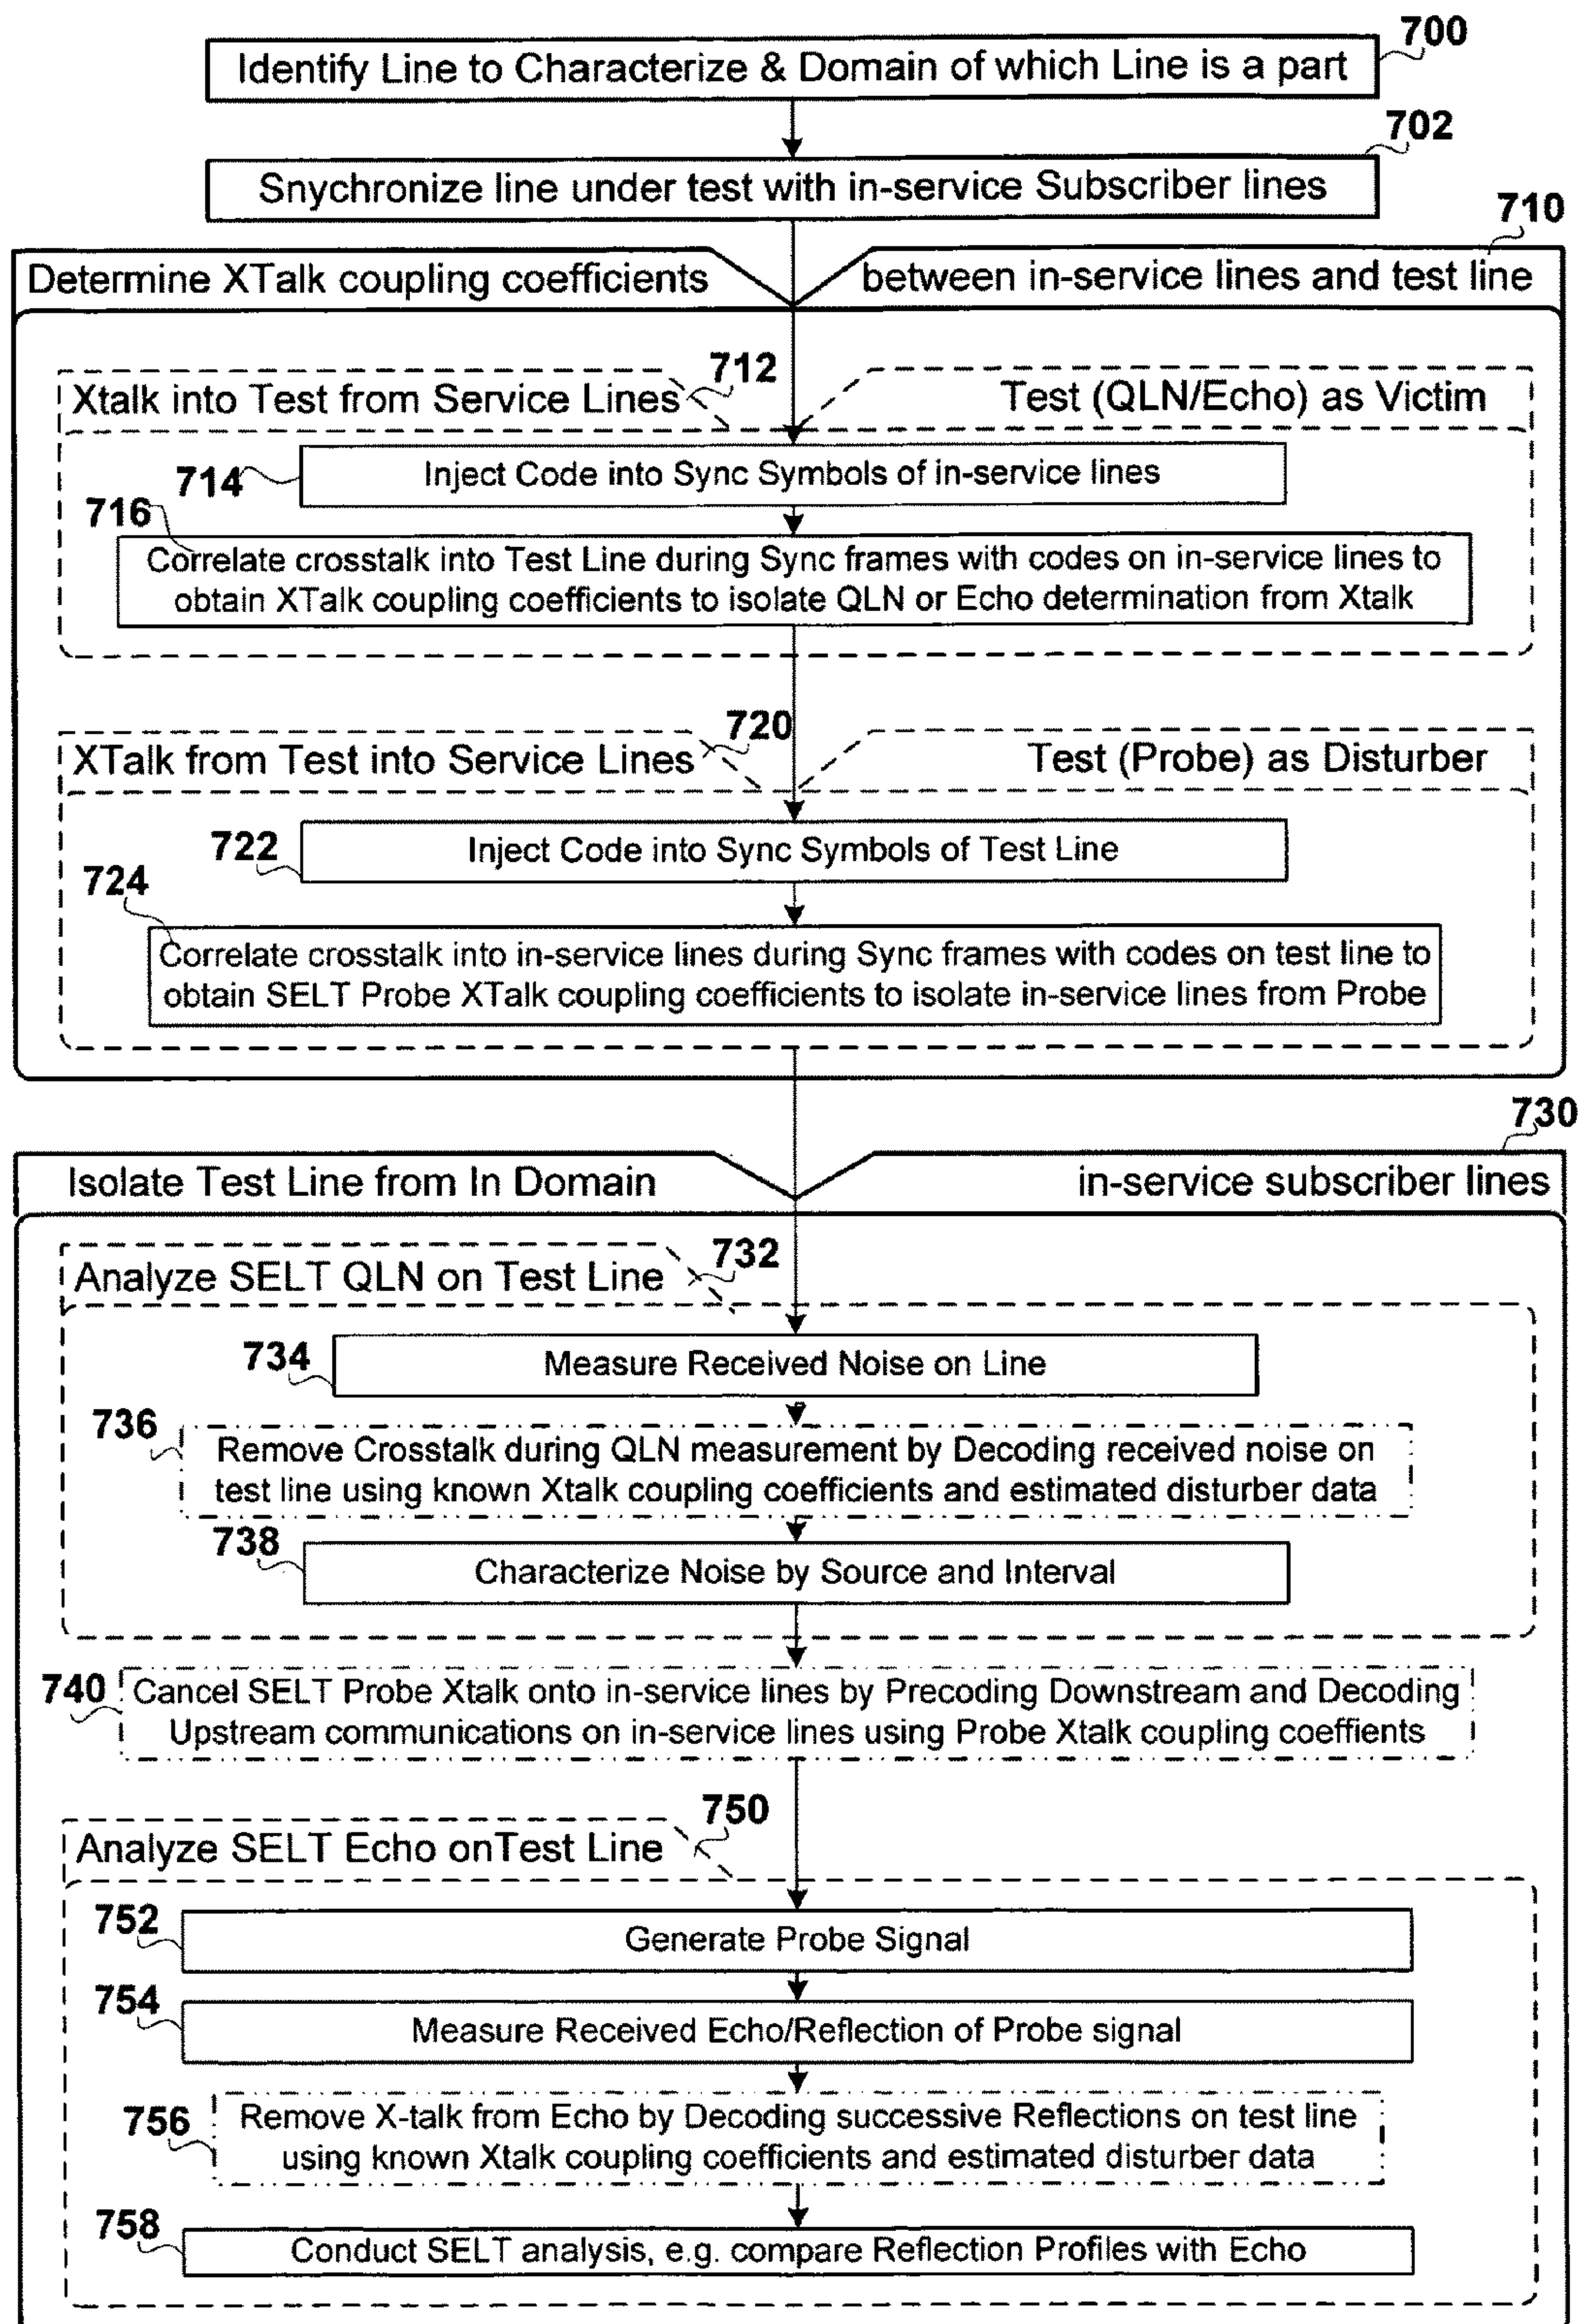 700
Identify Line to Characterize & Domain of which Line is a part
702
Snychronize line under test with in-service Subscriber lines
710
Determine XTalk coupling coefficients between in-service lines and test line
712
Xtalk into Test from Service Lines Test (QLN/Echo) as Victim
714
Inject Code into Sync Symbols of in-service lines
716
Correlate crosstalk into Test Line during Sync frames with codes on in-service lines to
obtain XTalk coupling coefficients to isolate QLN or Echo determination from Xtalk
720
XTalk from Test into Service Lines Test (Probe) as Disturber
722
Inject Code into Sync Symbols of Test Line
724
Correlate crosstalk into in-service lines during Sync frames with codes on test line to
obtain SELT Probe XTalk coupling coefficients to isolate in-service lines from Probe
730
Isolate Test Line from In Domain in-service subscriber lines
732
Analyze SELT QLN on Test Line
734
Measure Received Noise on Line
736
Remove Crosstalk during QLN measurement by Decoding received noise on
test line using known Xtalk coupling coefficients and estimated disturber data
738
Characterize Noise by Source and Interval
740
Cancel SELT Probe Xtalk onto in-service lines by Precoding Downstream and Decoding
Upstream communications on in-service lines using Probe Xtalk coupling coeffients
750
Analyze SELT Echo onTest Line
752
Generate Probe Signal
754
Measure Received Echo/Reflection of Probe signal
756
Remove X-talk from Echo by Decoding successive Reflections on test line
using known Xtalk coupling coefficients and estimated disturber data
758
Conduct SELT analysis, e.g. compare Reflection Profiles with Echo